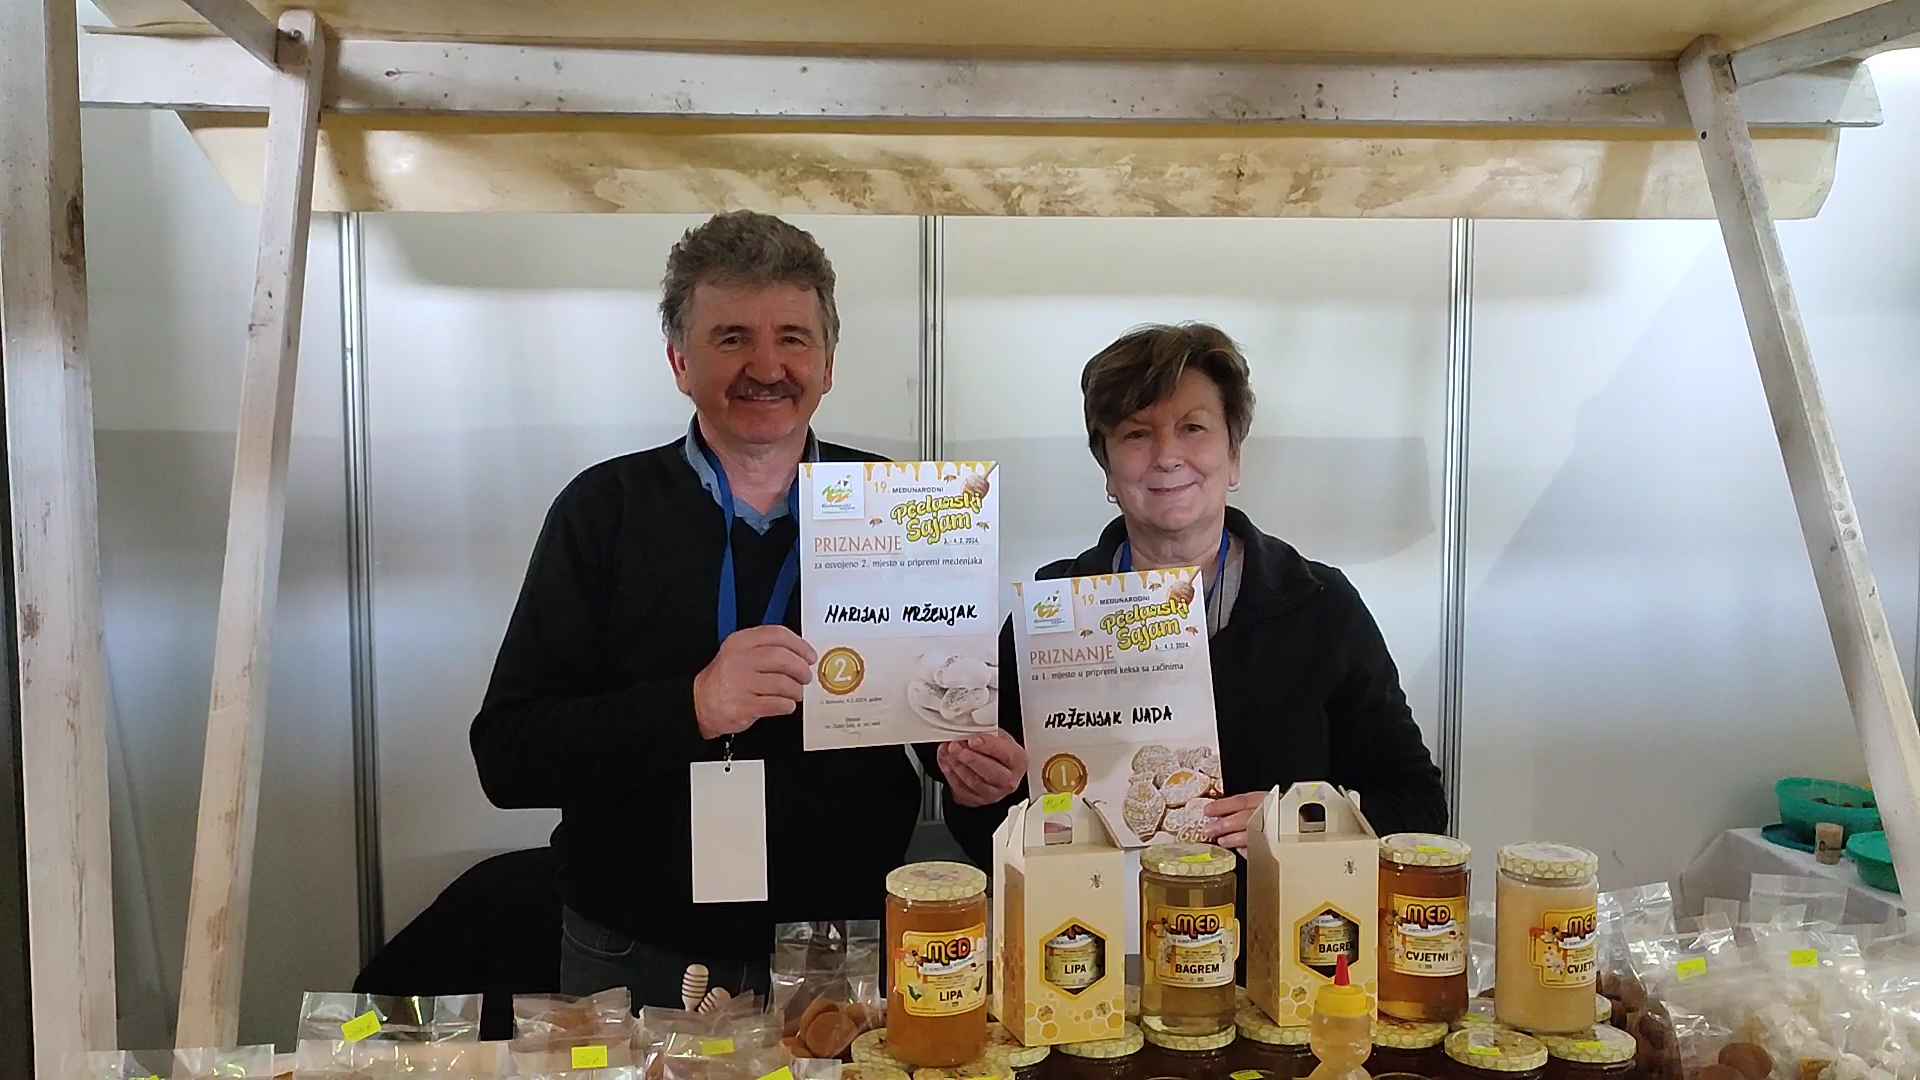 19. MEĐUNARODNI
Pčelarski
Sajam
3. - 4. 2. 2024.
PRIZNANJE
za osvojeno 2. mjesto u pripremi medenjaka
MARIJAN MRŽENJAK
2.
19. MEĐUNARODNI
Pčelarski
Sajam
3. - 4. 2. 2024.
PRIZNANJE
za 1. mjesto u pripremi keksa sa začinima
MRŽENJAK NADA
1.
MED
LIPA
LIPA
MED
BAGREM
BAGREM
MED
CVJETNI
MED
CVJETNI